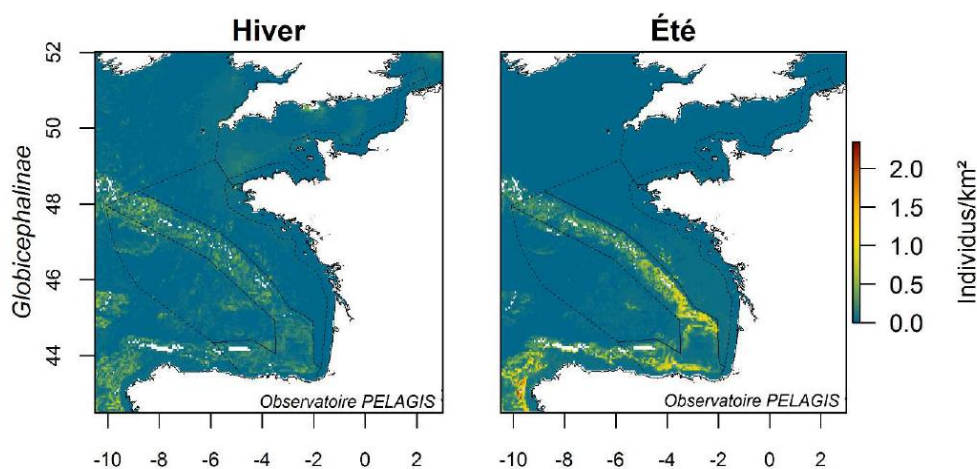 Hiver
Été
Globicephalinae
52
50
48
46
44
Observatoire PELAGIS
Observatoire PELAGIS
2.0
1.5
1.0
0.5
0.0
Individus/km²
-10 -8 -6 -4 -2 0 2
-10 -8 -6 -4 -2 0 2